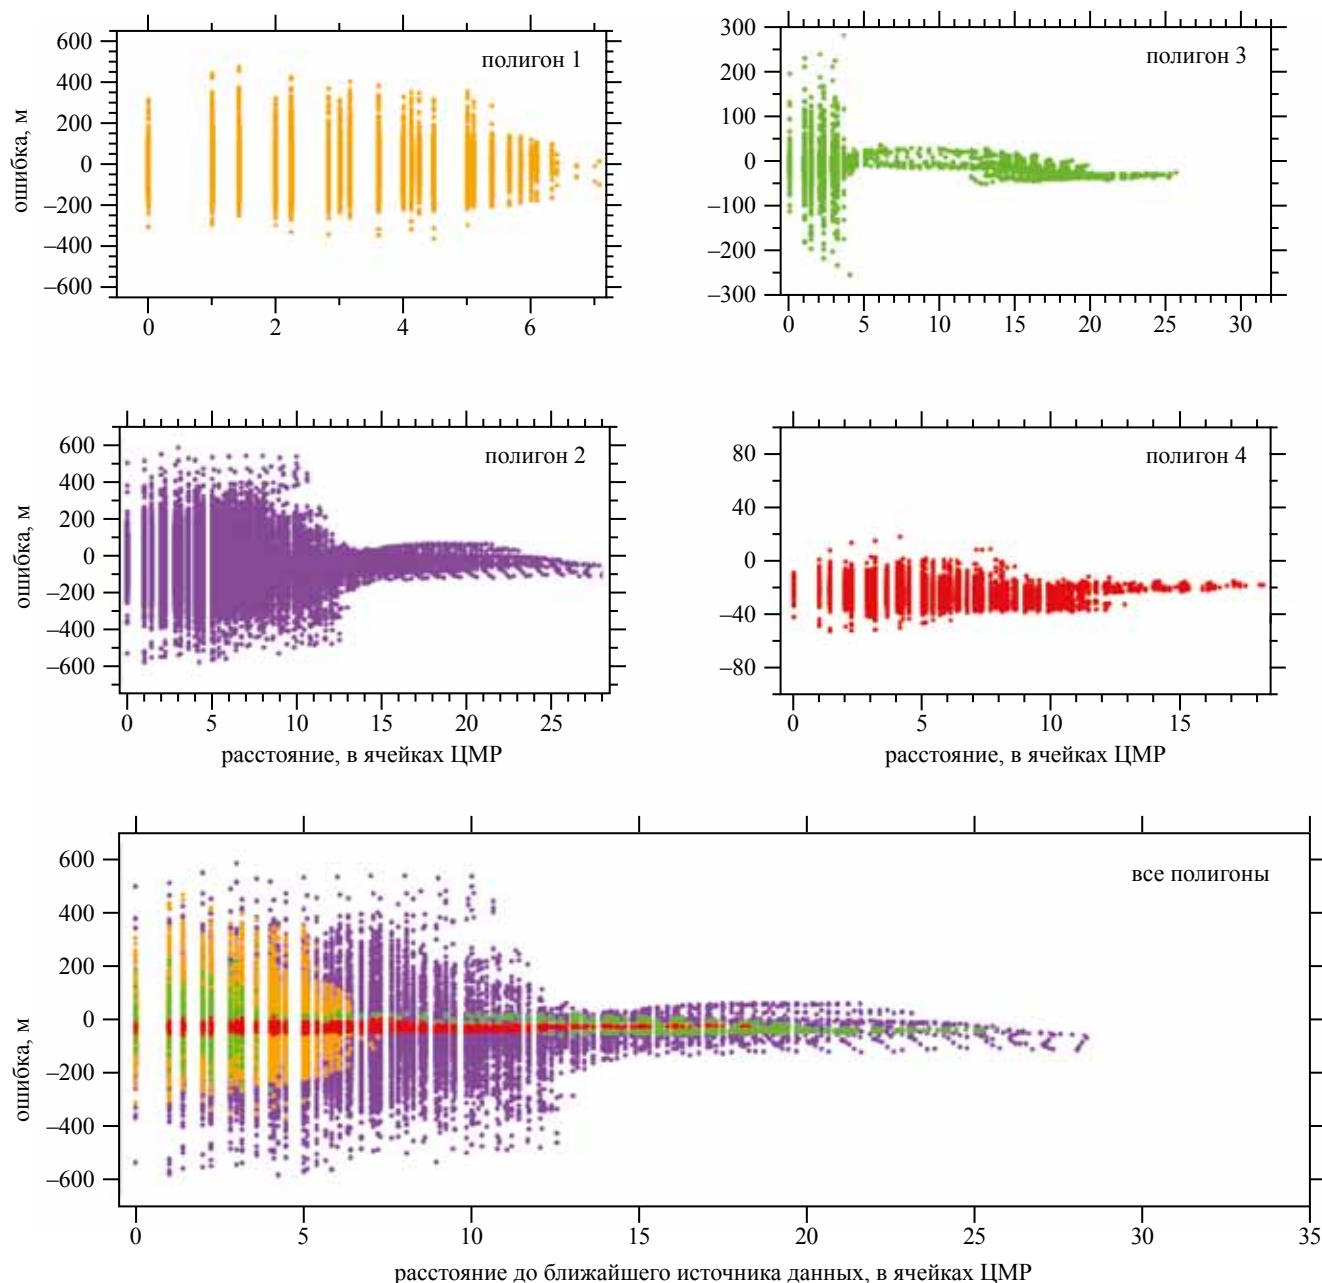 полигон 1
ошибка, м
600
400
200
0
–200
–400
–600
0 2 4 6
полигон 3
300
200
100
0
–100
–200
–300
0 5 10 15 20 25 30
полигон 2
ошибка, м
600
400
200
0
–200
–400
–600
0 5 10 15 20 25
расстояние, в ячейках ЦМР
полигон 4
80
40
0
–40
–80
0 5 10 15
расстояние, в ячейках ЦМР
все полигоны
ошибка, м
600
400
200
0
–200
–400
–600
0 5 10 15 20 25 30 35
расстояние до ближайшего источника данных, в ячейках ЦМР